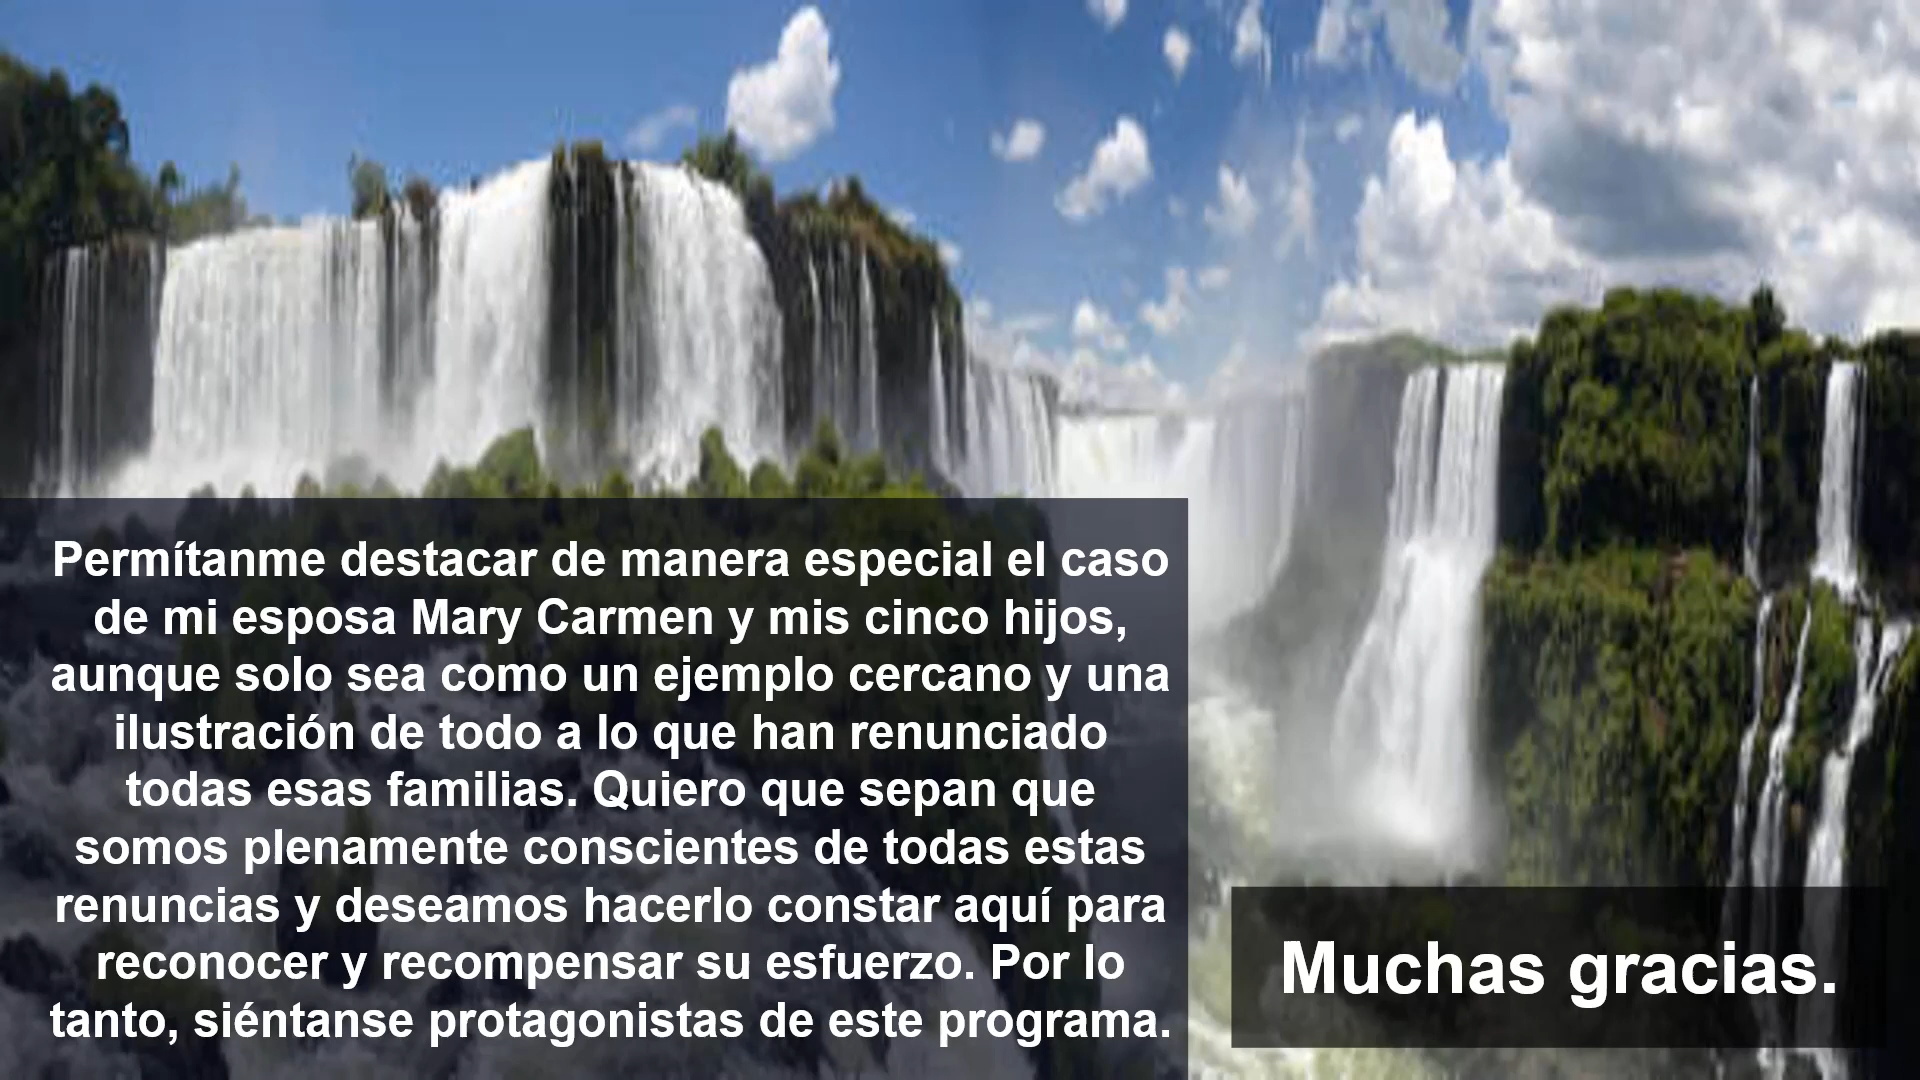 Permítanme destacar de manera especial el caso
de mi esposa Mary Carmen y mis cinco hijos,
aunque solo sea como un ejemplo cercano y una
ilustración de todo a lo que han renunciado
todas esas familias. Quiero que sepan que
somos plenamente conscientes de todas estas
renuncias y deseamos hacerlo constar aquí para
reconocer y recompensar su esfuerzo. Por lo
tanto, siéntanse protagonistas de este programa.
Muchas gracias.